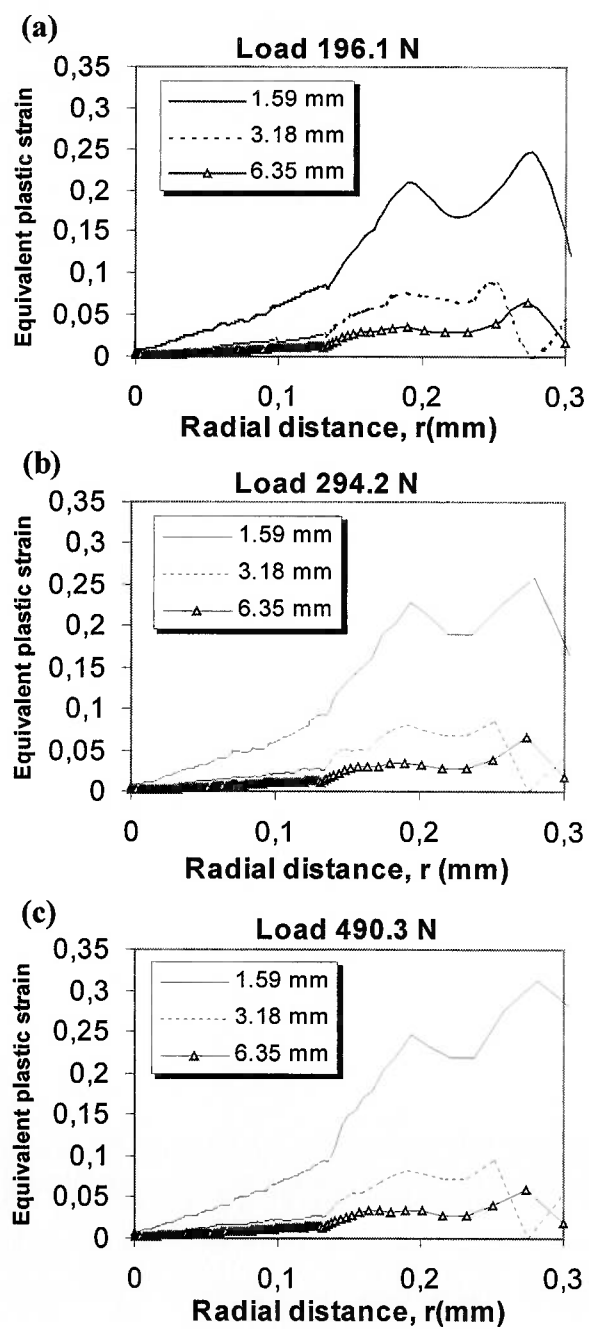 (a)
Load 196.1 N
0,35
0,3
0,25
0,2
0,15
0,1
0,05
0
Equivalent plastic strain
1.59 mm
3.18 mm
6.35 mm
0 0,1 0,2 0,3
Radial distance, r(mm)
(b)
Load 294.2 N
0,35
0,3
0,25
0,2
0,15
0,1
0,05
0
Equivalent plastic strain
1.59 mm
3.18 mm
6.35 mm
0 0,1 0,2 0,3
Radial distance, r (mm)
(c)
Load 490.3 N
0,35
0,3
0,25
0,2
0,15
0,1
0,05
0
Equivalent plastic strain
1.59 mm
3.18 mm
6.35 mm
0 0,1 0,2 0,3
Radial distance, r (mm)